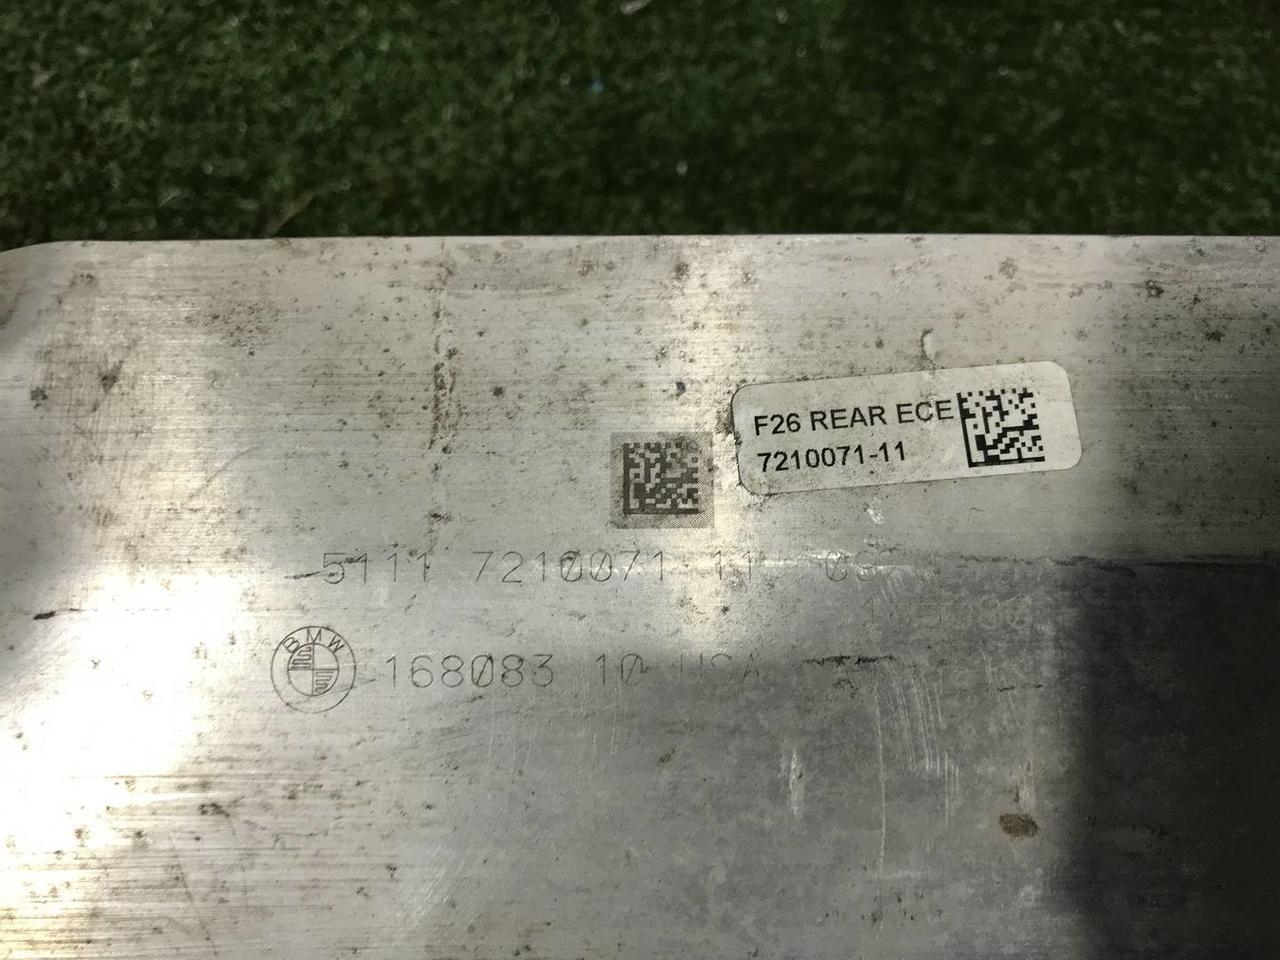 F26 REAR ECE
7210071-11
5111 7210071 11
BMW
168083 10 USA